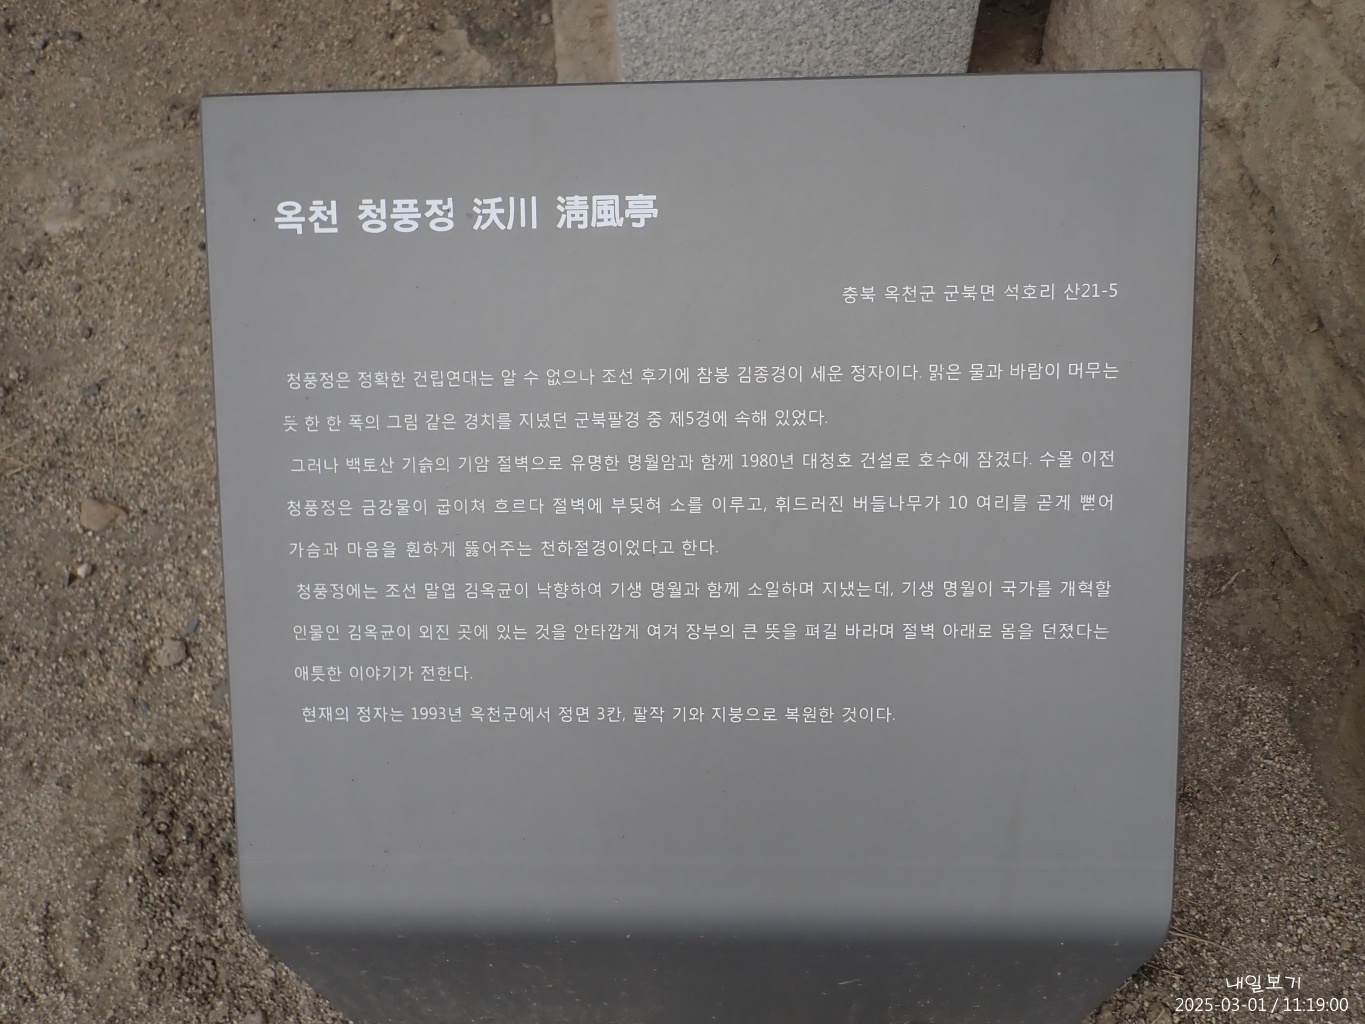 옥천 청풍정 沃川 淸風亭
충북 옥천군 군북면 석호리 산21-5
청풍정은 정확한 건립연대는 알 수 없으나 조선 후기에 참봉 김종경이 세운 정자이다. 맑은 물과 바람이 머무는
듯 한 한 폭의 그림 같은 경치를 지녔던 군북팔경 중 제5경에 속해 있었다.
그러나 백토산 기슭의 기암 절벽으로 유명한 명월암과 함께 1980년 대청호 건설로 호수에 잠겼다. 수몰 이전
청풍정은 금강물이 굽이쳐 흐르다 절벽에 부딪혀 소를 이루고, 휘드러진 버들나무가 10 여리를 곧게 뻗어
가슴과 마음을 훤하게 뚫어주는 천하절경이었다고 한다.
청풍정에는 조선 말엽 김옥균이 낙향하여 기생 명월과 함께 소일하며 지냈는데, 기생 명월이 국가를 개혁할
인물인 김옥균이 외진 곳에 있는 것을 안타깝게 여겨 장부의 큰 뜻을 펴길 바라며 절벽 아래로 몸을 던졌다는
애틋한 이야기가 전한다.
현재의 정자는 1993년 옥천군에서 정면 3칸, 팔작 기와 지붕으로 복원한 것이다.
내일보기
2025-03-01 / 11:19:00